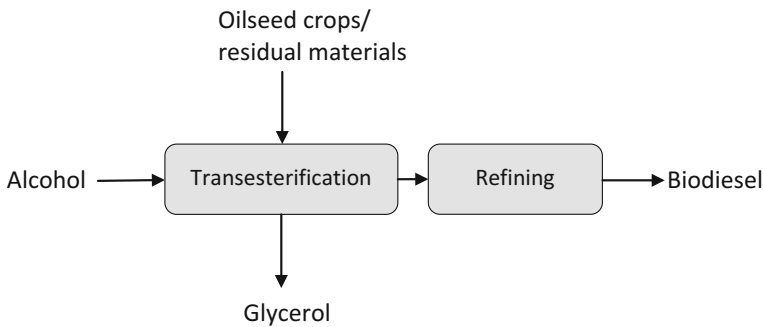 Oilseed crops/
residual materials
Alcohol
Transesterification
Refining
Biodiesel
Glycerol